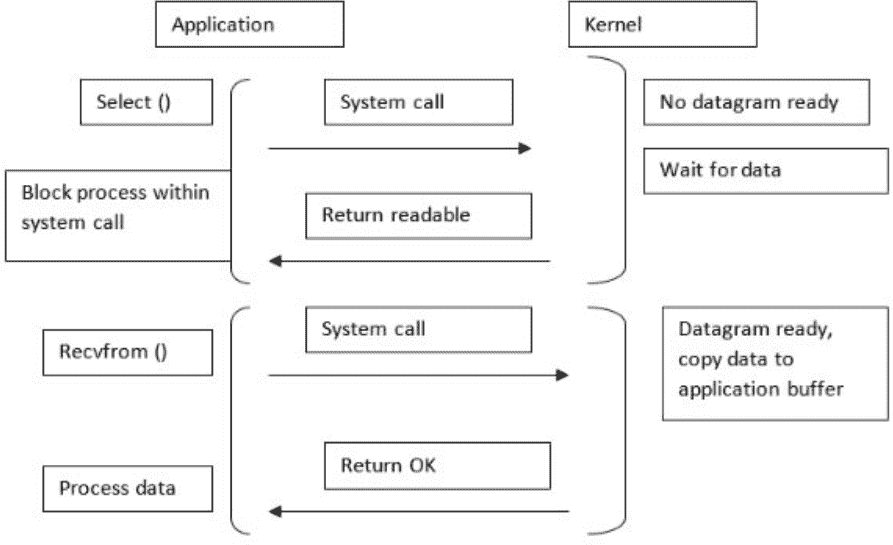 Application
Kernel
Select ()
System call
No datagram ready
Block process within
system call
Return readable
Wait for data
Recvfrom ()
System call
Datagram ready,
copy data to
application buffer
Process data
Return OK